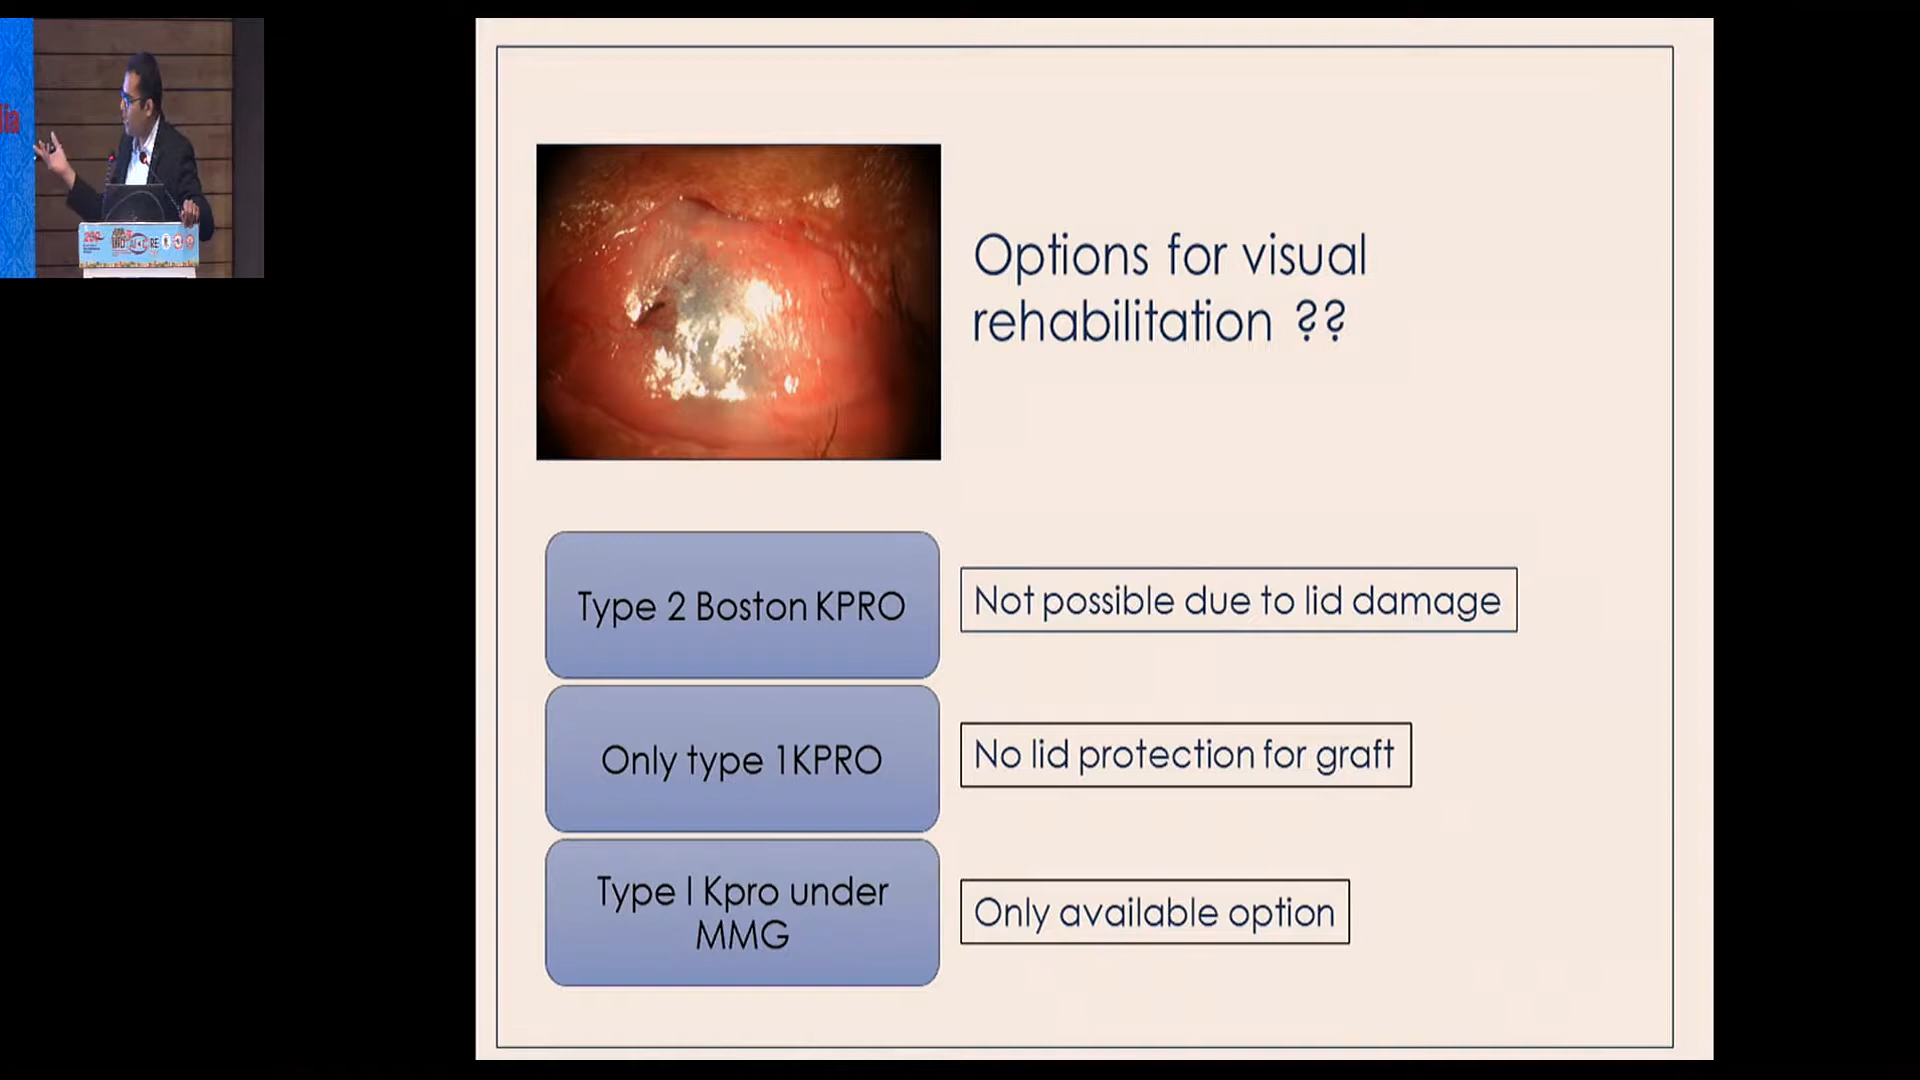 Options for visual
rehabilitation ??
Type 2 Boston KPRO
Not possible due to lid damage
Only type 1KPRO
No lid protection for graft
Type I Kpro under
MMG
Only available option